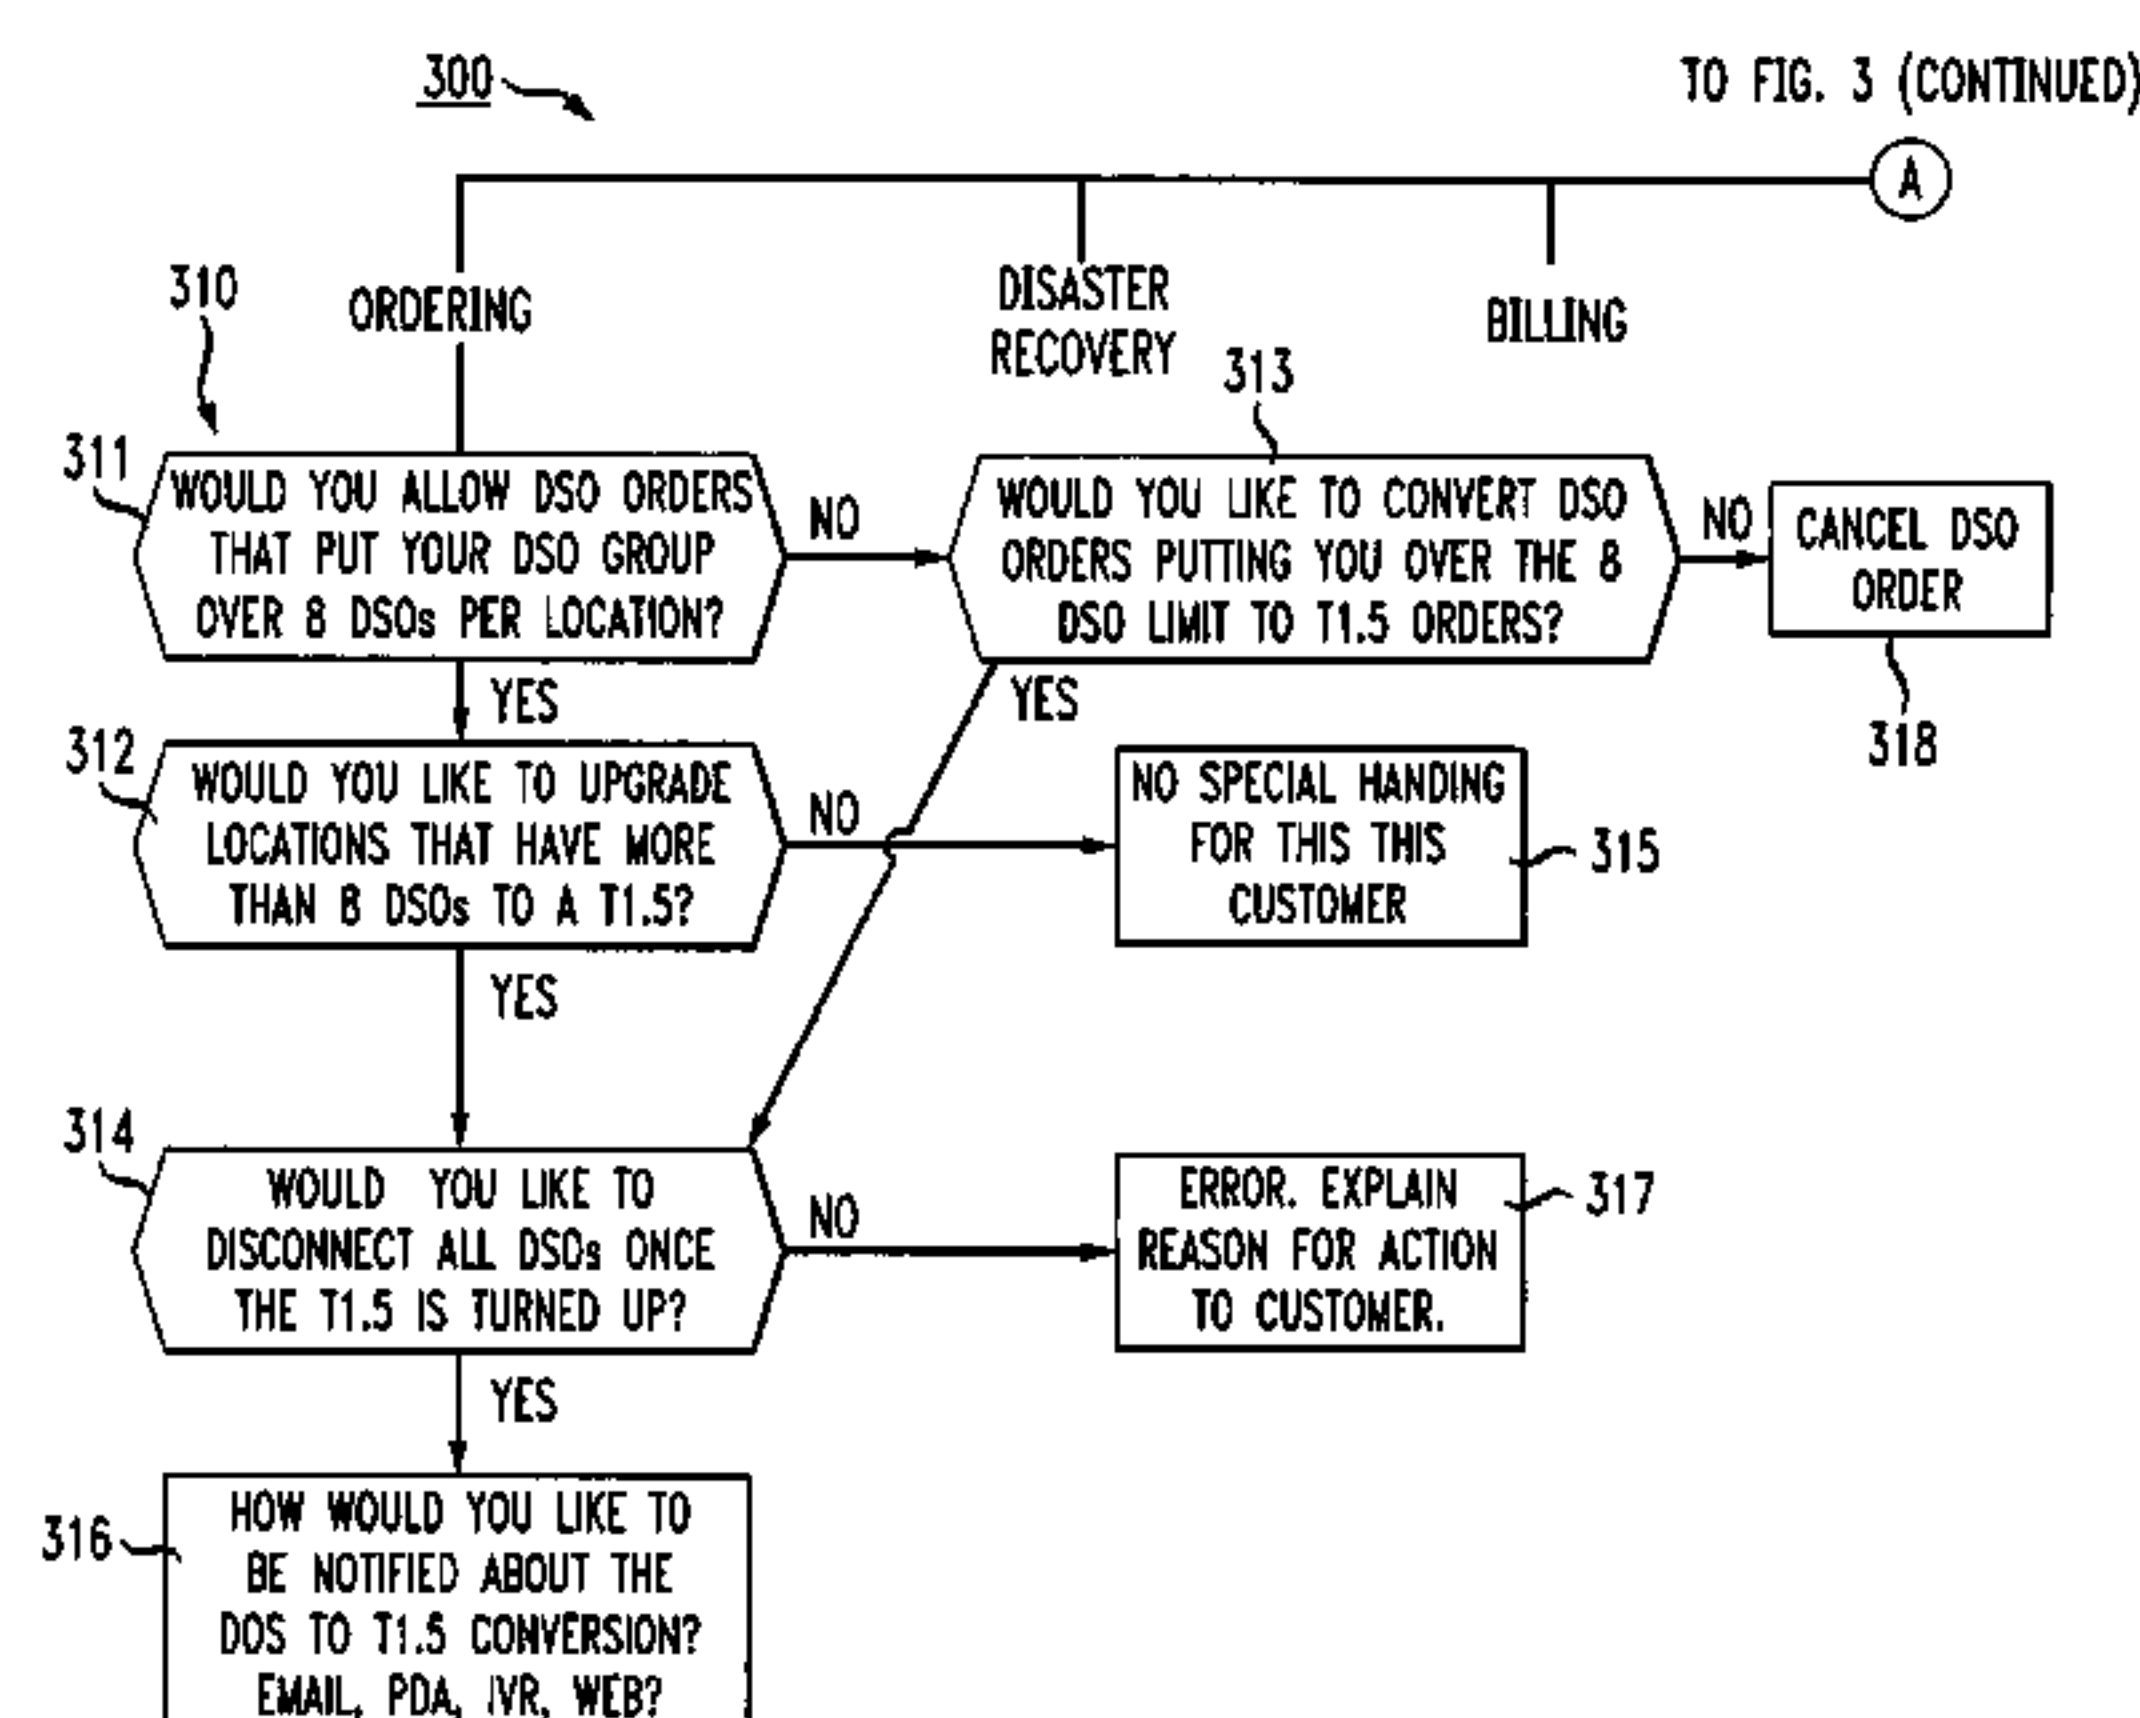 300
TO FIG. 3 (CONTINUED)
A
310
ORDERING
DISASTER
RECOVERY
BILLING
311
WOULD YOU ALLOW DSO ORDERS
THAT PUT YOUR DSO GROUP
OVER 8 DSOs PER LOCATION?
NO
313
WOULD YOU LIKE TO CONVERT DSO
ORDERS PUTTING YOU OVER THE 8
DSO LIMIT TO T1.5 ORDERS?
NO
CANCEL DSO
ORDER
318
YES
YES
312
WOULD YOU LIKE TO UPGRADE
LOCATIONS THAT HAVE MORE
THAN 8 DSOs TO A T1.5?
NO
NO SPECIAL HANDING
FOR THIS THIS
CUSTOMER
315
YES
314
WOULD YOU LIKE TO
DISCONNECT ALL DSOs ONCE
THE T1.5 IS TURNED UP?
NO
ERROR. EXPLAIN
REASON FOR ACTION
TO CUSTOMER.
317
YES
316
HOW WOULD YOU LIKE TO
BE NOTIFIED ABOUT THE
DOS TO T1.5 CONVERSION?
EMAIL, PDA, IVR, WEB?